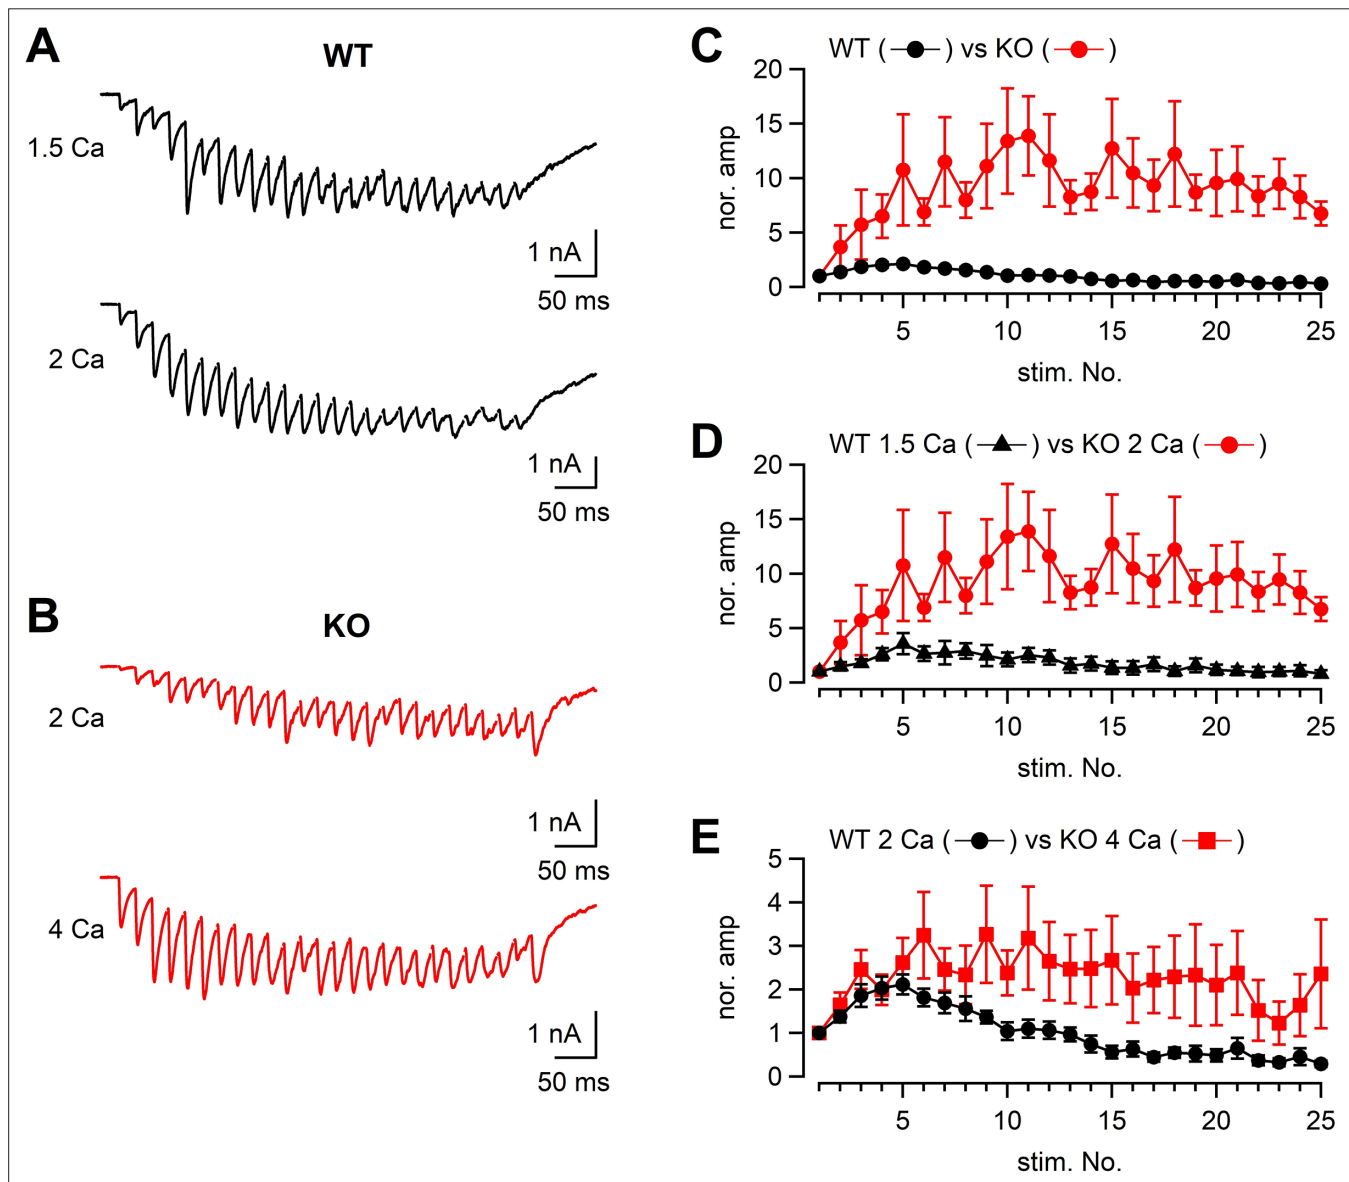 A
WT
1.5 Ca
1 nA
50 ms
2 Ca
1 nA
50 ms
B
KO
2 Ca
1 nA
50 ms
4 Ca
1 nA
50 ms
C
WT ( ) vs KO ( )
nor. amp
20
15
10
5
0
5 10 15 20 25
stim. No.
D
WT 1.5 Ca ( ) vs KO 2 Ca ( )
nor. amp
20
15
10
5
0
5 10 15 20 25
stim. No.
E
WT 2 Ca ( ) vs KO 4 Ca ( )
nor. amp
5
4
3
2
1
0
5 10 15 20 25
stim. No.